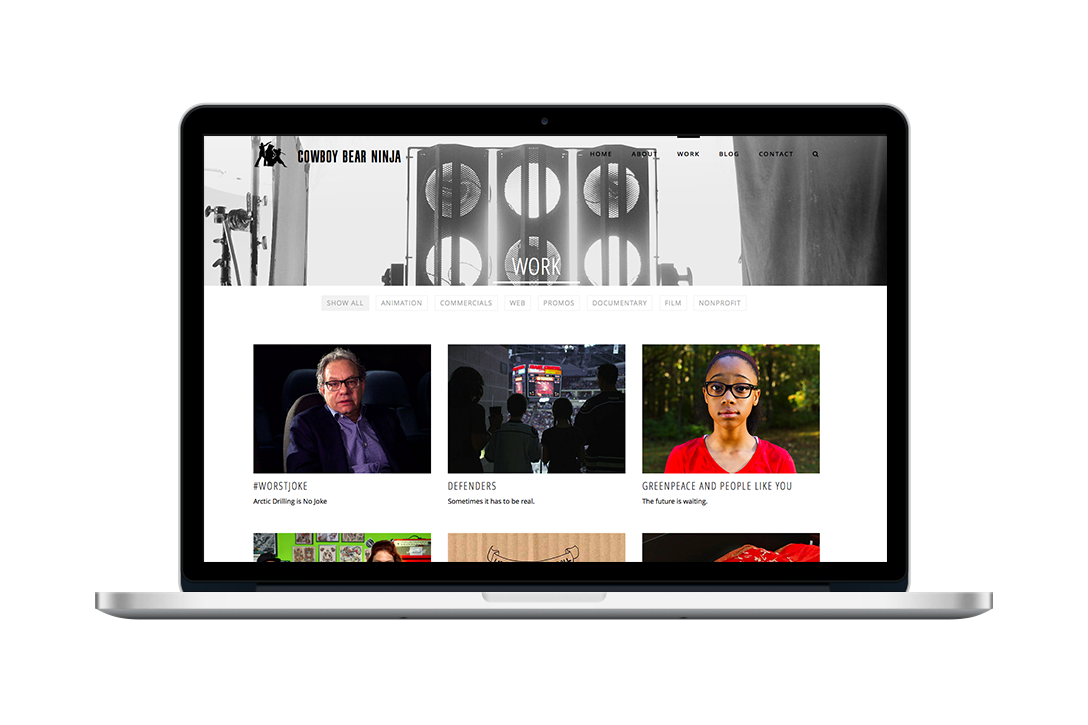 COWBOY BEAR NINJA
HOME ABOUT WORK BLOG CONTACT
WORK
SHOW ALL ANIMATION COMMERCIALS WEB PROMOS DOCUMENTARY FILM NONPROFIT
#WORSTJOKE DEFENDERS GREENPEACE AND PEOPLE LIKE YOU
Arctic Drilling is No Joke Sometimes it has to be real. The future is waiting.